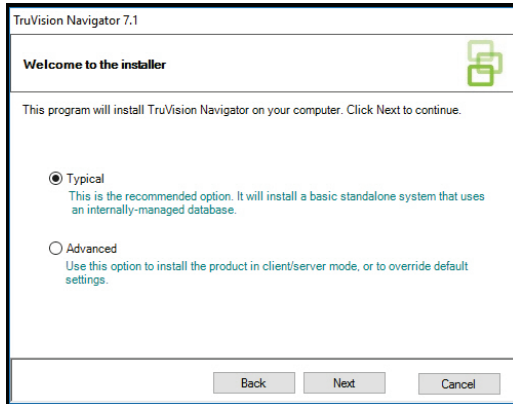 TruVision Navigator 7.1
Welcome to the installer
This program will install TruVision Navigator on your computer. Click Next to continue.
Typical
This is the recommended option. It will install a basic standalone system that uses
an internally-managed database.
Advanced
Use this option to install the product in client/server mode, or to override default
settings.
Back Next Cancel